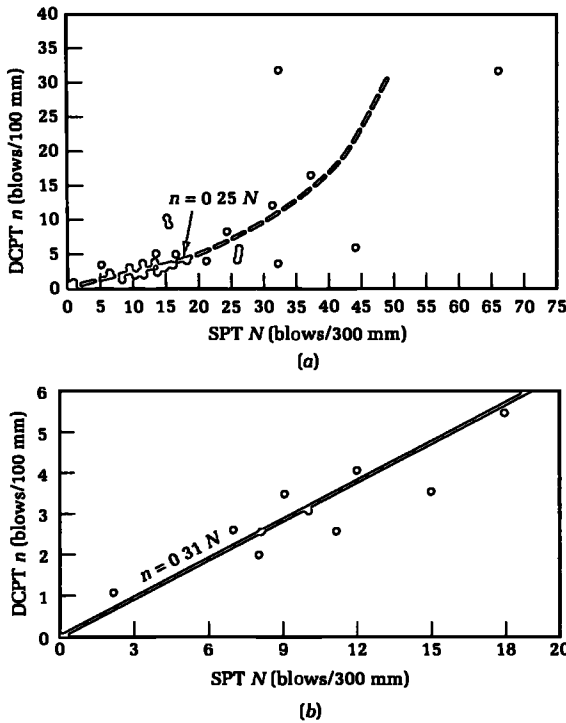 40
35
30
25
20
15
10
5
0
DCPT n (blows/100 mm)
n = 0 25 N
0 5 10 15 20 25 30 35 40 45 50 55 60 65 70 75
SPT N (blows/300 mm)
(a)
6
5
4
3
2
1
0
DCPT n (blows/100 mm)
n = 0 31 N
0 3 6 9 12 15 18 20
SPT N (blows/300 mm)
(b)